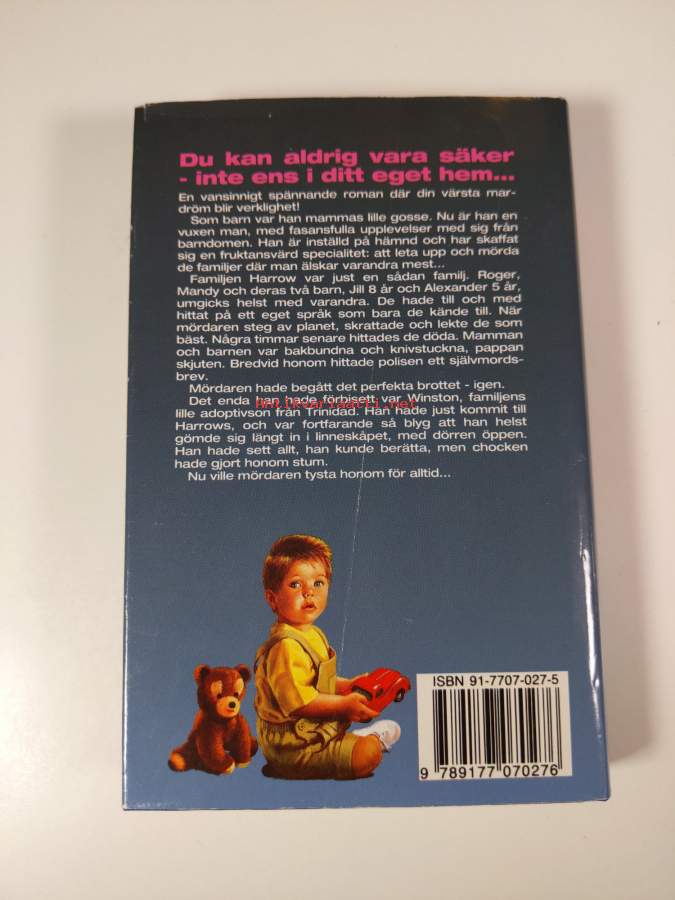 Du kan aldrig vara säker
- inte ens i ditt eget hem...
En vansinnigt spännande roman där din värsta mar-
dröm blir verklighet!
Som barn var han mammas lille gosse. Nu är han en
vuxen man, med fasansfulla upplevelser med sig från
barndomen. Han är inställd på hämnd och har skaffat
sig en fruktansvärd specialitet: att leta upp och mörda
de familjer där man älskar varandra mest...
Familjen Harrow var just en sådan familj. Roger,
Mandy och deras två barn, Jill 8 år och Alexander 5 år,
umgicks helst med varandra. De hade till och med
hittat på ett eget språk som bara de kände till. När
mördaren steg av planet, skrattade och lekte de som
bäst. Några timmar senare hittades de döda. Mamman
och barnen var bakbundna och knivstuckna, pappan
skjuten. Bredvid honom hittade polisen ett självmords-
brev.
Mördaren hade begått det perfekta brottet - igen.
Det enda han hade förbisett var Winston, familjens
lille adoptivson från Trinidad. Han hade just kommit till
Harrows, och var fortfarande så blyg att han helst
gömde sig längt in i linneskåpet, med dörren öppen.
Han hade sett allt, han kunde berätta, men chocken
hade gjort honom stum.
Nu ville mördaren tysta honom för alltid...
ISBN 91-7707-027-5
9 789177 070276